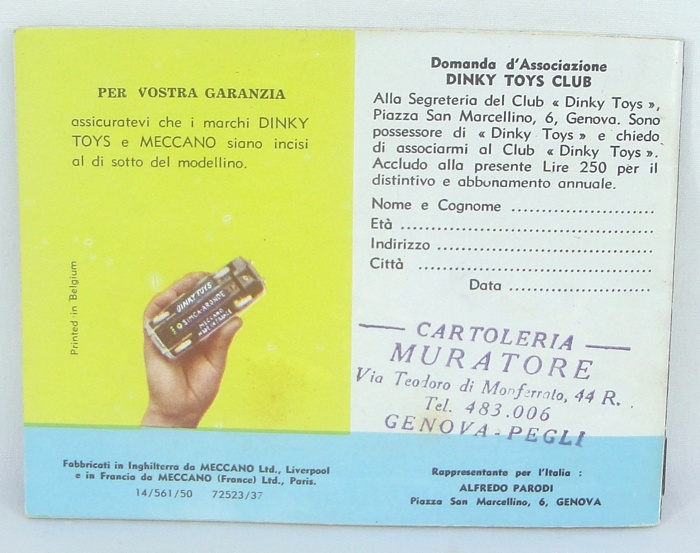 PER VOSTRA GARANZIA
assicuratevi che i marchi DINKY
TOYS e MECCANO siano incisi
al di sotto del modellino.
Printed in Belgium
DINKY TOYS
SIMCA-ARONDE
MECCANO
Fabbricati in Inghilterra da MECCANO Ltd., Liverpool
e in Francia da MECCANO (France) Ltd., Paris.
14/561/50 72523/37
Domanda d'Associazione
DINKY TOYS CLUB
Alla Segreteria del Club « Dinky Toys »,
Piazza San Marcellino, 6, Genova. Sono
possessore di « Dinky Toys » e chiedo
di associarmi al Club « Dinky Toys ».
Accludo alla presente Lire 250 per il
distintivo e abbonamento annuale.
Nome e Cognome ........................
Età ........................
Indirizzo ........................
Città ........................
Data ........................
CARTOLERIA
MURATORE
Via Teodoro di Monferrato, 44 R.
Tel. 483.006
GENOVA-PEGLI
Rappresentante per l'Italia :
ALFREDO PARODI
Piazza San Marcellino, 6, GENOVA